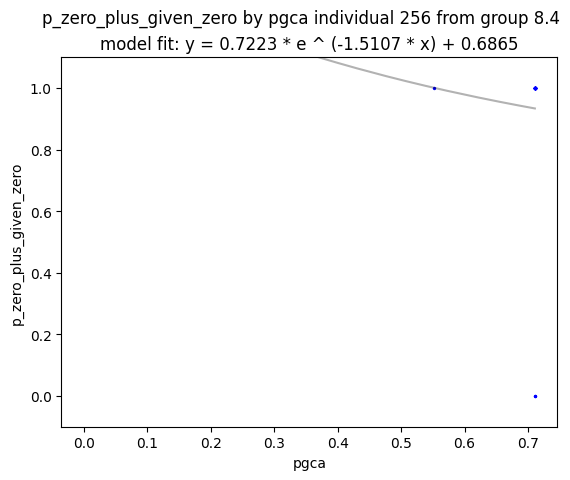 p_zero_plus_given_zero by pgca individual 256 from group 8.4
model fit: y = 0.7223 * e ^ (-1.5107 * x) + 0.6865
1.0
0.8
0.6
0.4
0.2
0.0
p_zero_plus_given_zero
0.0 0.1 0.2 0.3 0.4 0.5 0.6 0.7
pgca